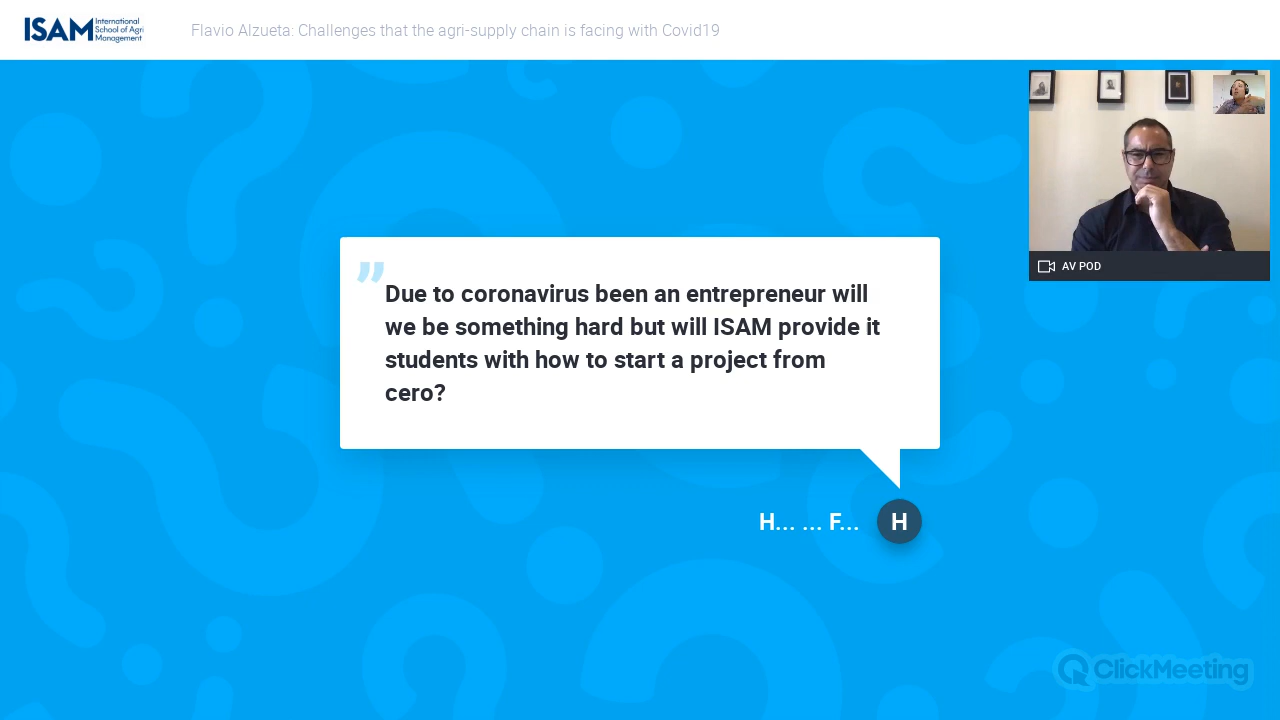 ISAM International
School of Agri
Management
Flavio Alzueta: Challenges that the agri-supply chain is facing with Covid19
AV POD
"
Due to coronavirus been an entrepreneur will
we be something hard but will ISAM provide it
students with how to start a project from
cero?
H... ... F... H
ClickMeeting